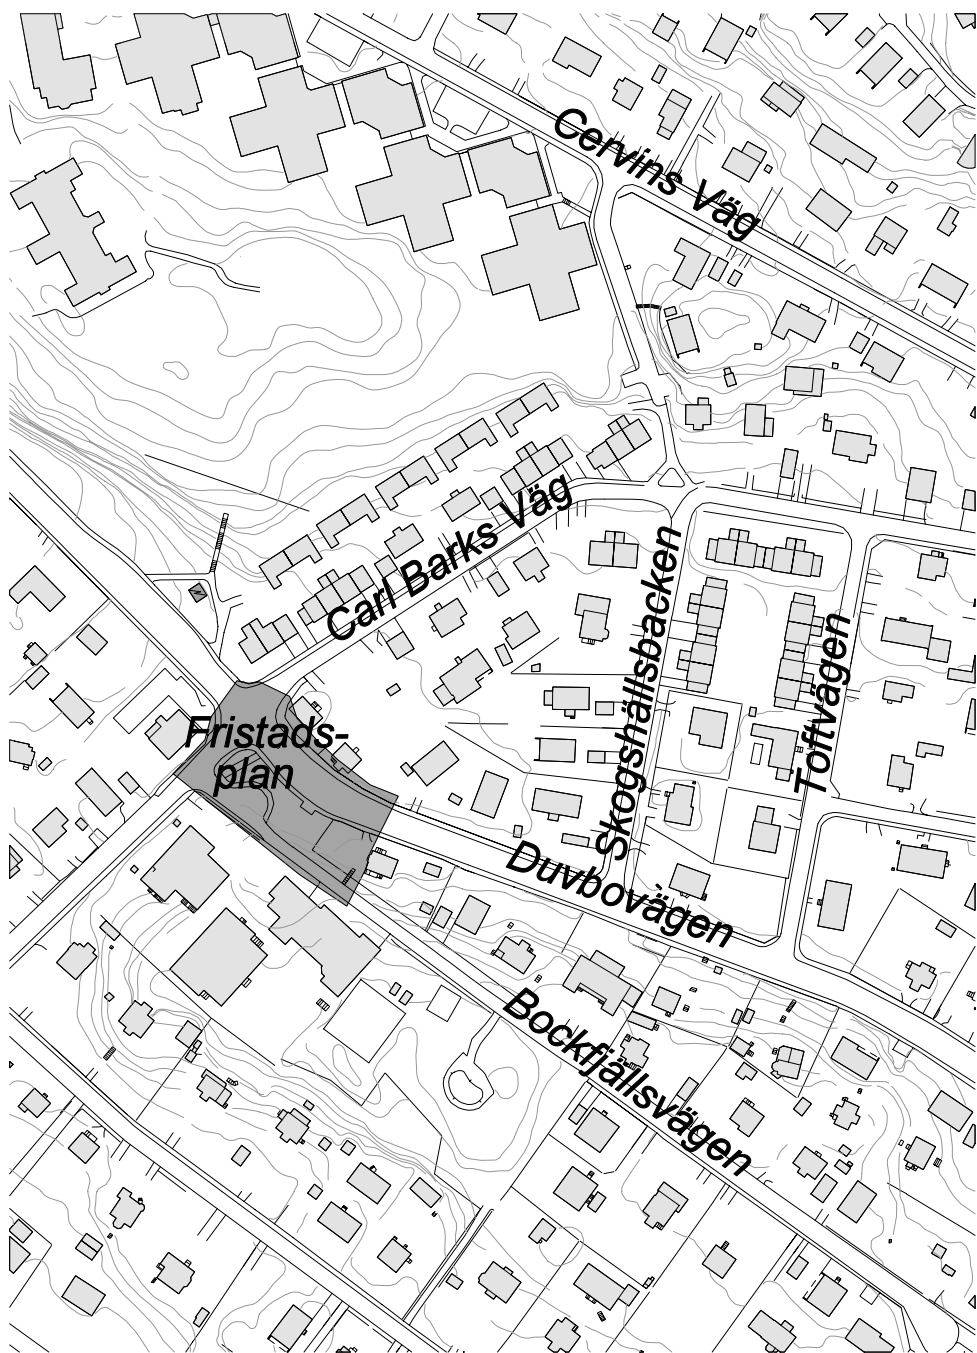 Cervins Väg
Carl Barks Väg
Skogshällsbacken
Toftvägen
Fristads-
plan
Duvbovägen
Bockfjällsvägen